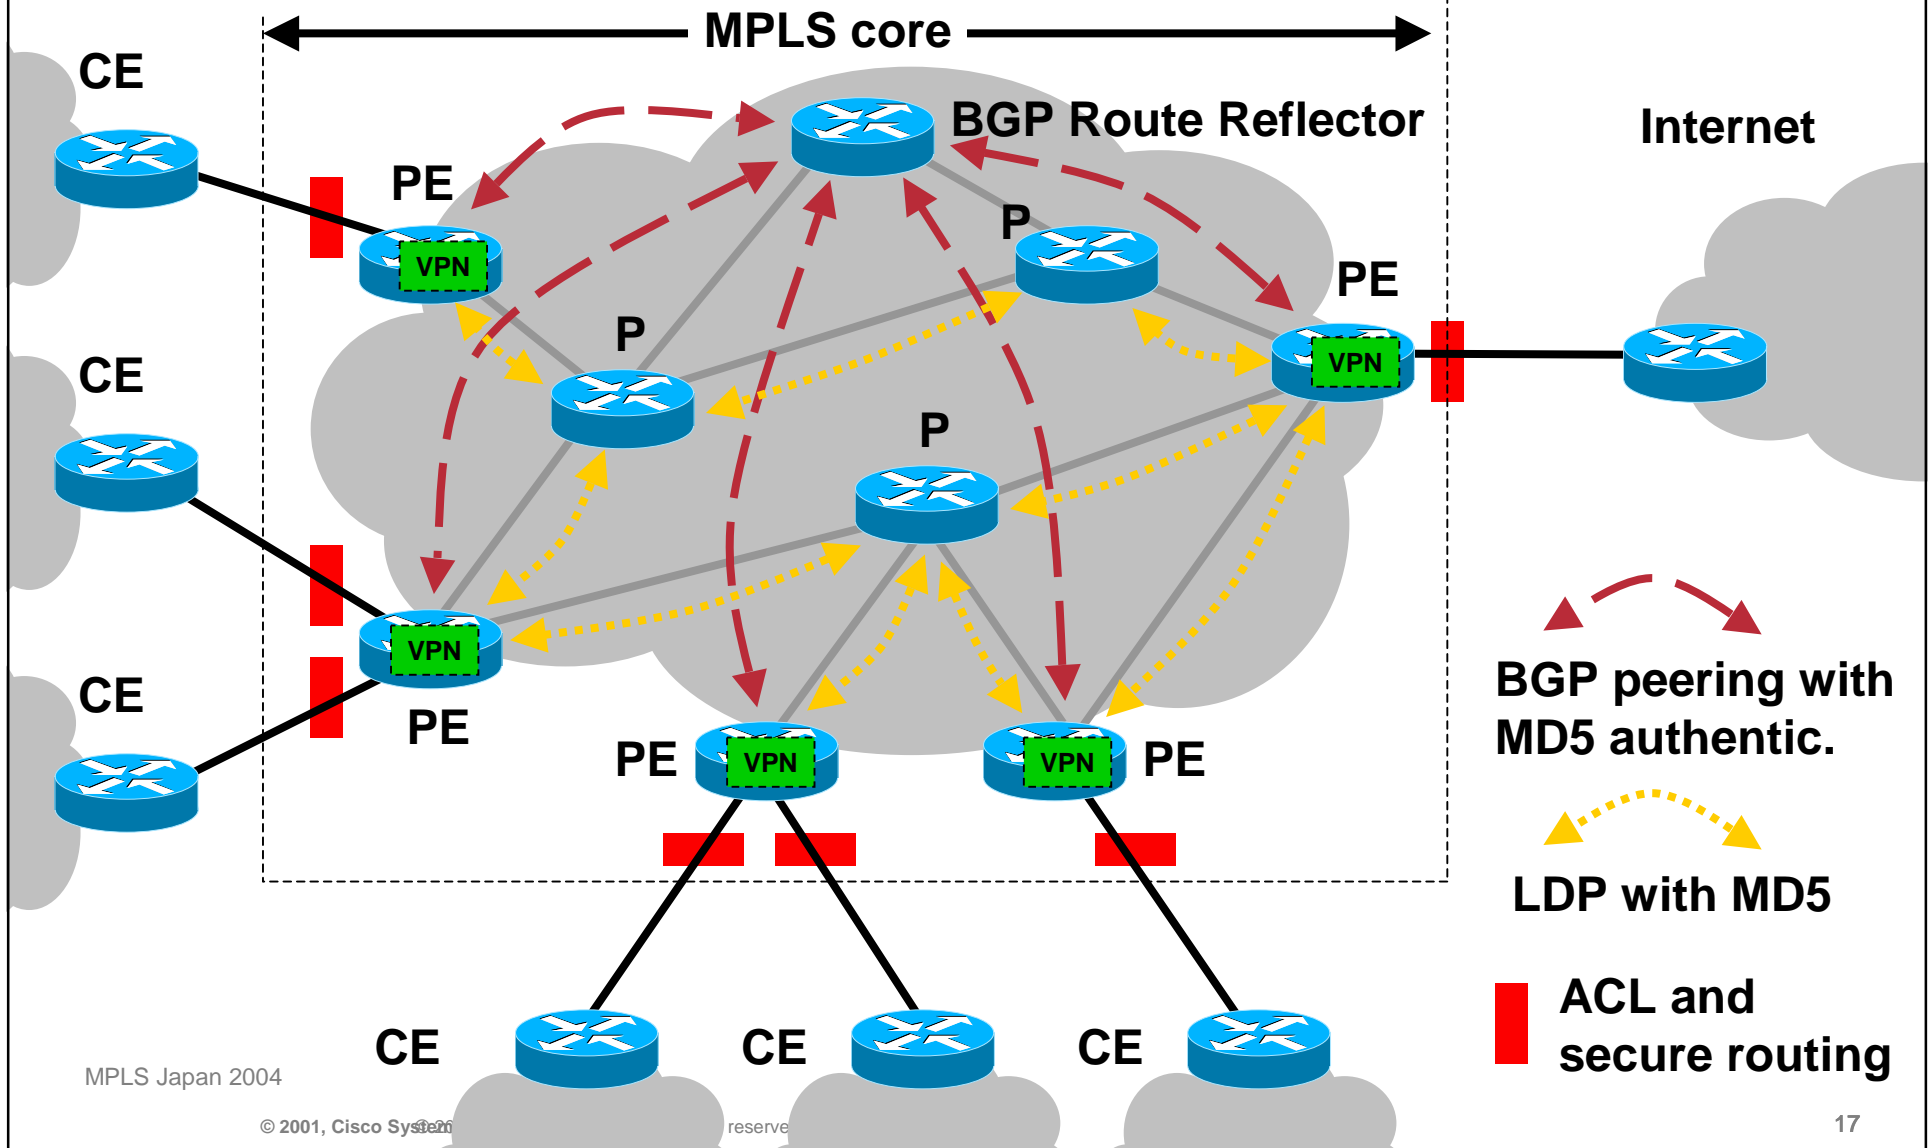 MPLS core
CE
BGP Route Reflector
Internet
PE
P
VPN
PE
P
CE
VPN
P
VPN
CE
PE
BGP peering with
MD5 authentic.
PE
VPN
VPN
PE
LDP with MD5
ACL and
secure routing
CE
CE
CE
MPLS Japan 2004
© 2001, Cisco System
reserve
17